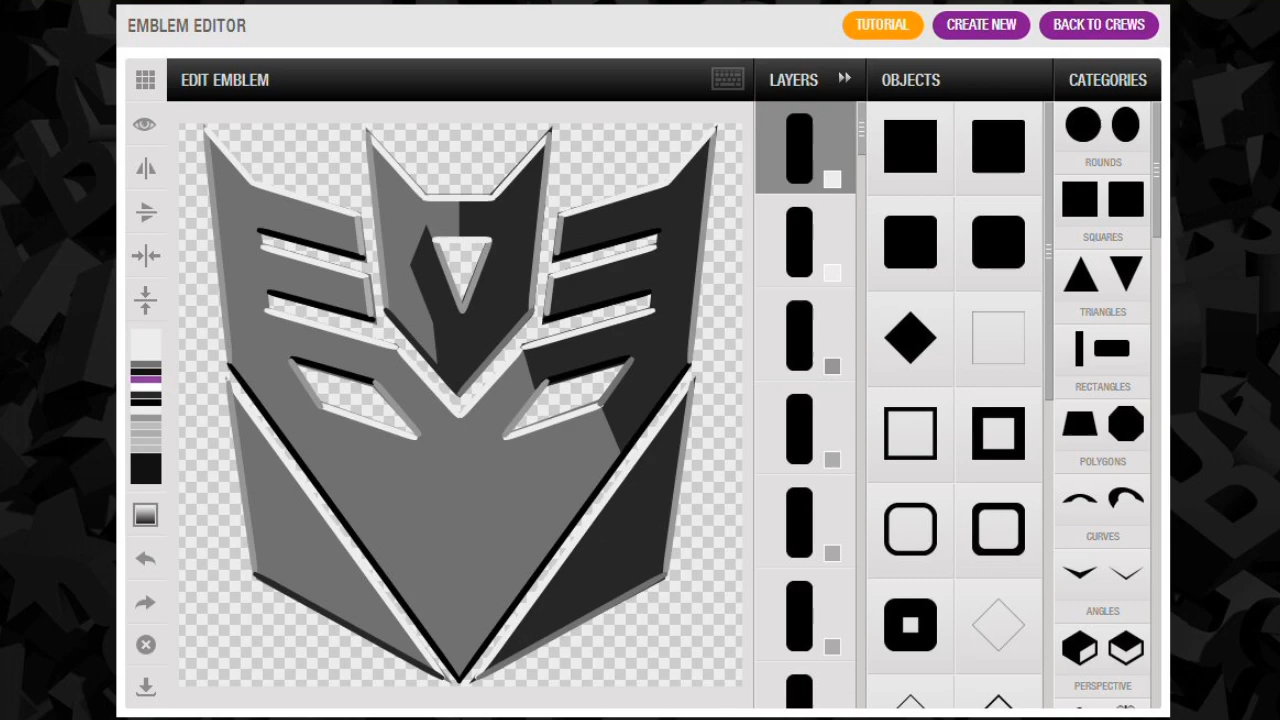 EMBLEM EDITOR
TUTORIAL
CREATE NEW
BACK TO CREWS
EDIT EMBLEM
LAYERS
OBJECTS
CATEGORIES
ROUNDS
SQUARES
TRIANGLES
RECTANGLES
POLYGONS
CURVES
ANGLES
PERSPECTIVE